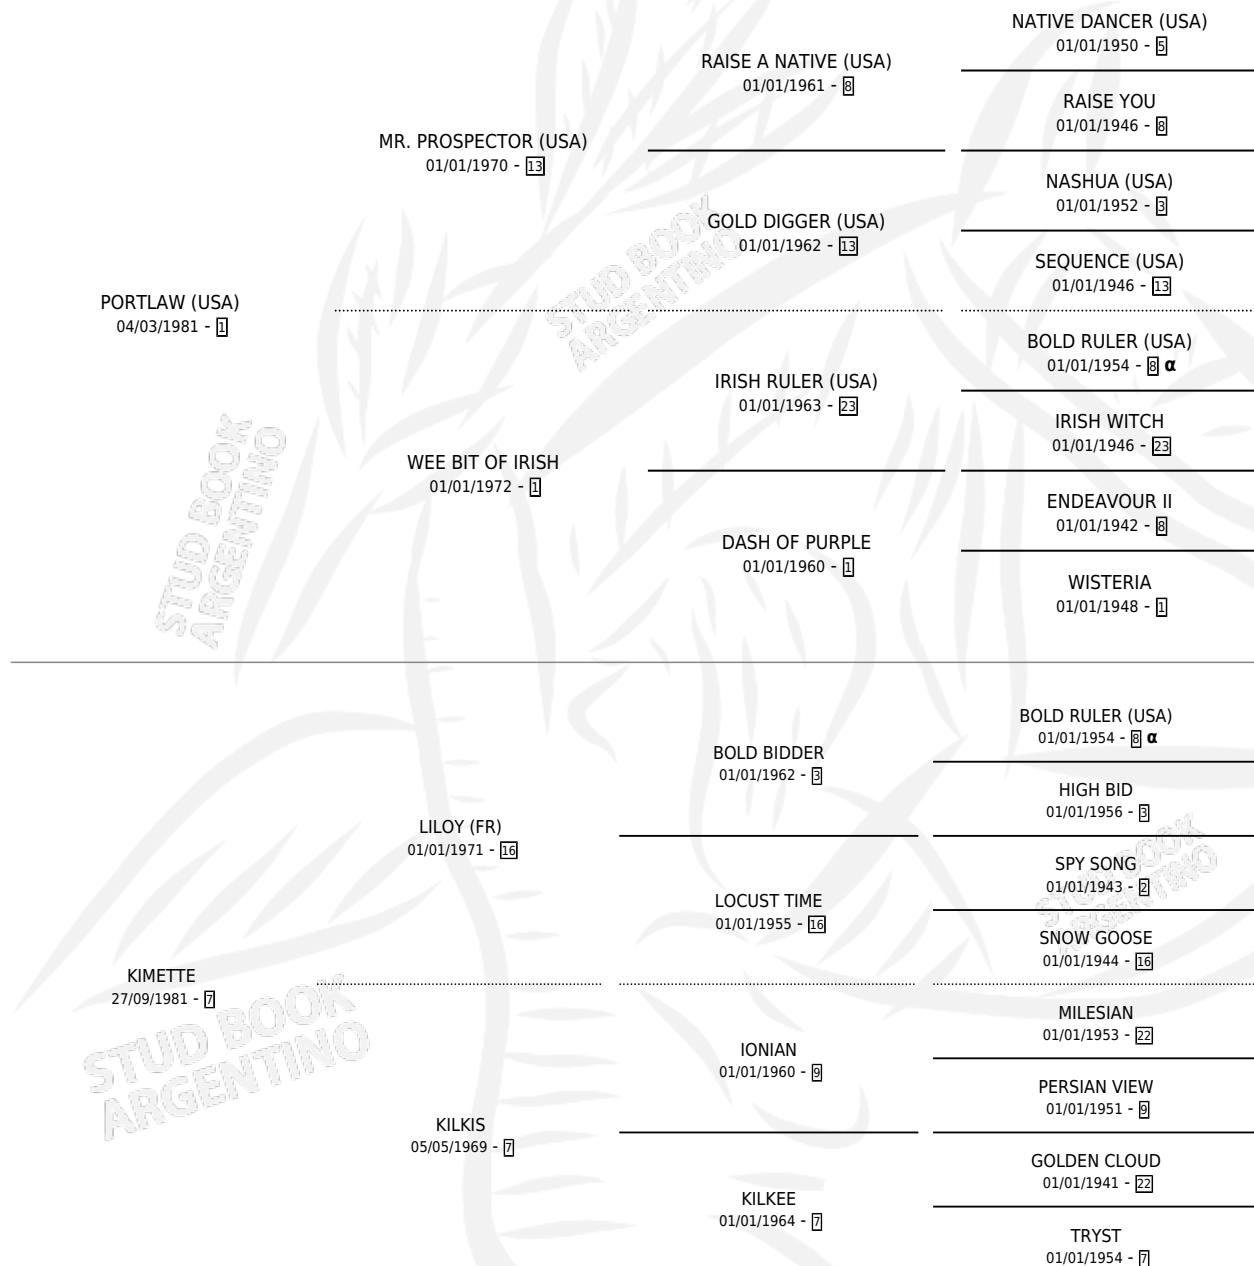 NATIVE DANCER (USA)
01/01/1950 - 5
RAISE A NATIVE (USA)
01/01/1961 - 8
RAISE YOU
01/01/1946 - 8
MR. PROSPECTOR (USA)
01/01/1970 - 13
NASHUA (USA)
01/01/1952 - 3
GOLD DIGGER (USA)
01/01/1962 - 13
SEQUENCE (USA)
01/01/1946 - 13
STUD BOOK
ARGENTINO
PORTLAW (USA)
04/03/1981 - 1
BOLD RULER (USA)
01/01/1954 - 8 α
IRISH RULER (USA)
01/01/1963 - 23
IRISH WITCH
01/01/1946 - 23
WEE BIT OF IRISH
01/01/1972 - 1
ENDEAVOUR II
01/01/1942 - 8
DASH OF PURPLE
01/01/1960 - 1
WISTERIA
01/01/1948 - 1
STUD BOOK
ARGENTINO
BOLD RULER (USA)
01/01/1954 - 8 α
BOLD BIDDER
01/01/1962 - 3
HIGH BID
01/01/1956 - 3
LILOY (FR)
01/01/1971 - 16
SPY SONG
01/01/1943 - 2
LOCUST TIME
01/01/1955 - 16
SNOW GOOSE
01/01/1944 - 16
STUD BOOK
ARGENTINO
KIMETTE
27/09/1981 - 7
MILESIAN
01/01/1953 - 22
IONIAN
01/01/1960 - 9
PERSIAN VIEW
01/01/1951 - 9
STUD BOOK
ARGENTINO
KILKIS
05/05/1969 - 7
GOLDEN CLOUD
01/01/1941 - 22
KILKEE
01/01/1964 - 7
TRYST
01/01/1954 - 7